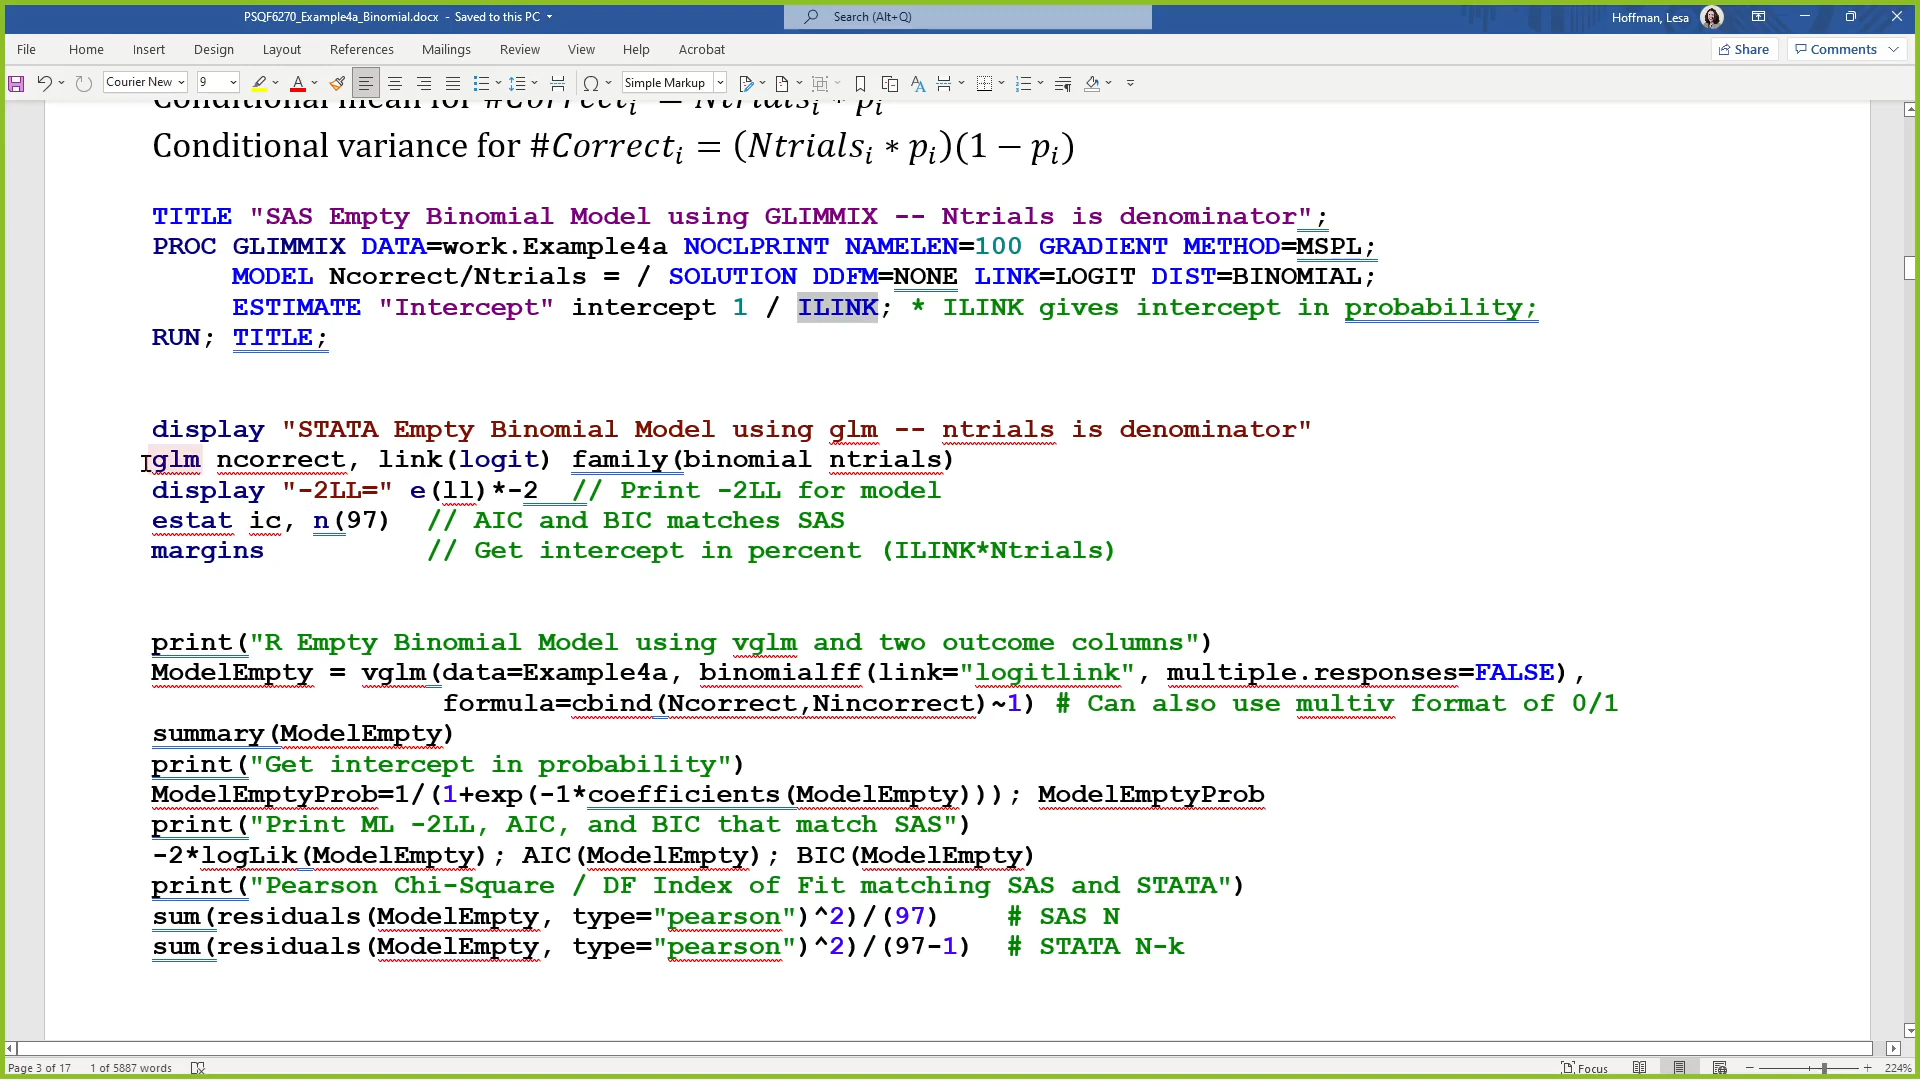 PSQF6270_Example4a_Binomial.docx - Saved to this PC
Search (Alt+Q)
Hoffman, Lesa
File Home Insert Design Layout References Mailings Review View Help Acrobat
Share Comments
Courier New 9 Simple Markup
Conditional mean for #Correct_i = Ntrials_i * p_i
Conditional variance for #Correct_i = (Ntrials_i * p_i)(1 − p_i)
TITLE "SAS Empty Binomial Model using GLIMMIX -- Ntrials is denominator";
PROC GLIMMIX DATA=work.Example4a NOCLPRINT NAMELEN=100 GRADIENT METHOD=MSPL;
MODEL Ncorrect/Ntrials = / SOLUTION DDFM=NONE LINK=LOGIT DIST=BINOMIAL;
ESTIMATE "Intercept" intercept 1 / ILINK; * ILINK gives intercept in probability;
RUN; TITLE;
display "STATA Empty Binomial Model using glm -- ntrials is denominator"
glm ncorrect, link(logit) family(binomial ntrials)
display "-2LL=" e(ll)*-2 // Print -2LL for model
estat ic, n(97) // AIC and BIC matches SAS
margins // Get intercept in percent (ILINK*Ntrials)
print("R Empty Binomial Model using vglm and two outcome columns")
ModelEmpty = vglm(data=Example4a, binomialff(link="logitlink", multiple.responses=FALSE),
formula=cbind(Ncorrect,Nincorrect)~1) # Can also use multiv format of 0/1
summary(ModelEmpty)
print("Get intercept in probability")
ModelEmptyProb=1/(1+exp(-1*coefficients(ModelEmpty))); ModelEmptyProb
print("Print ML -2LL, AIC, and BIC that match SAS")
-2*logLik(ModelEmpty); AIC(ModelEmpty); BIC(ModelEmpty)
print("Pearson Chi-Square / DF Index of Fit matching SAS and STATA")
sum(residuals(ModelEmpty, type="pearson")^2)/(97) # SAS N
sum(residuals(ModelEmpty, type="pearson")^2)/(97-1) # STATA N-k
Page 3 of 17 1 of 5887 words Focus 224%